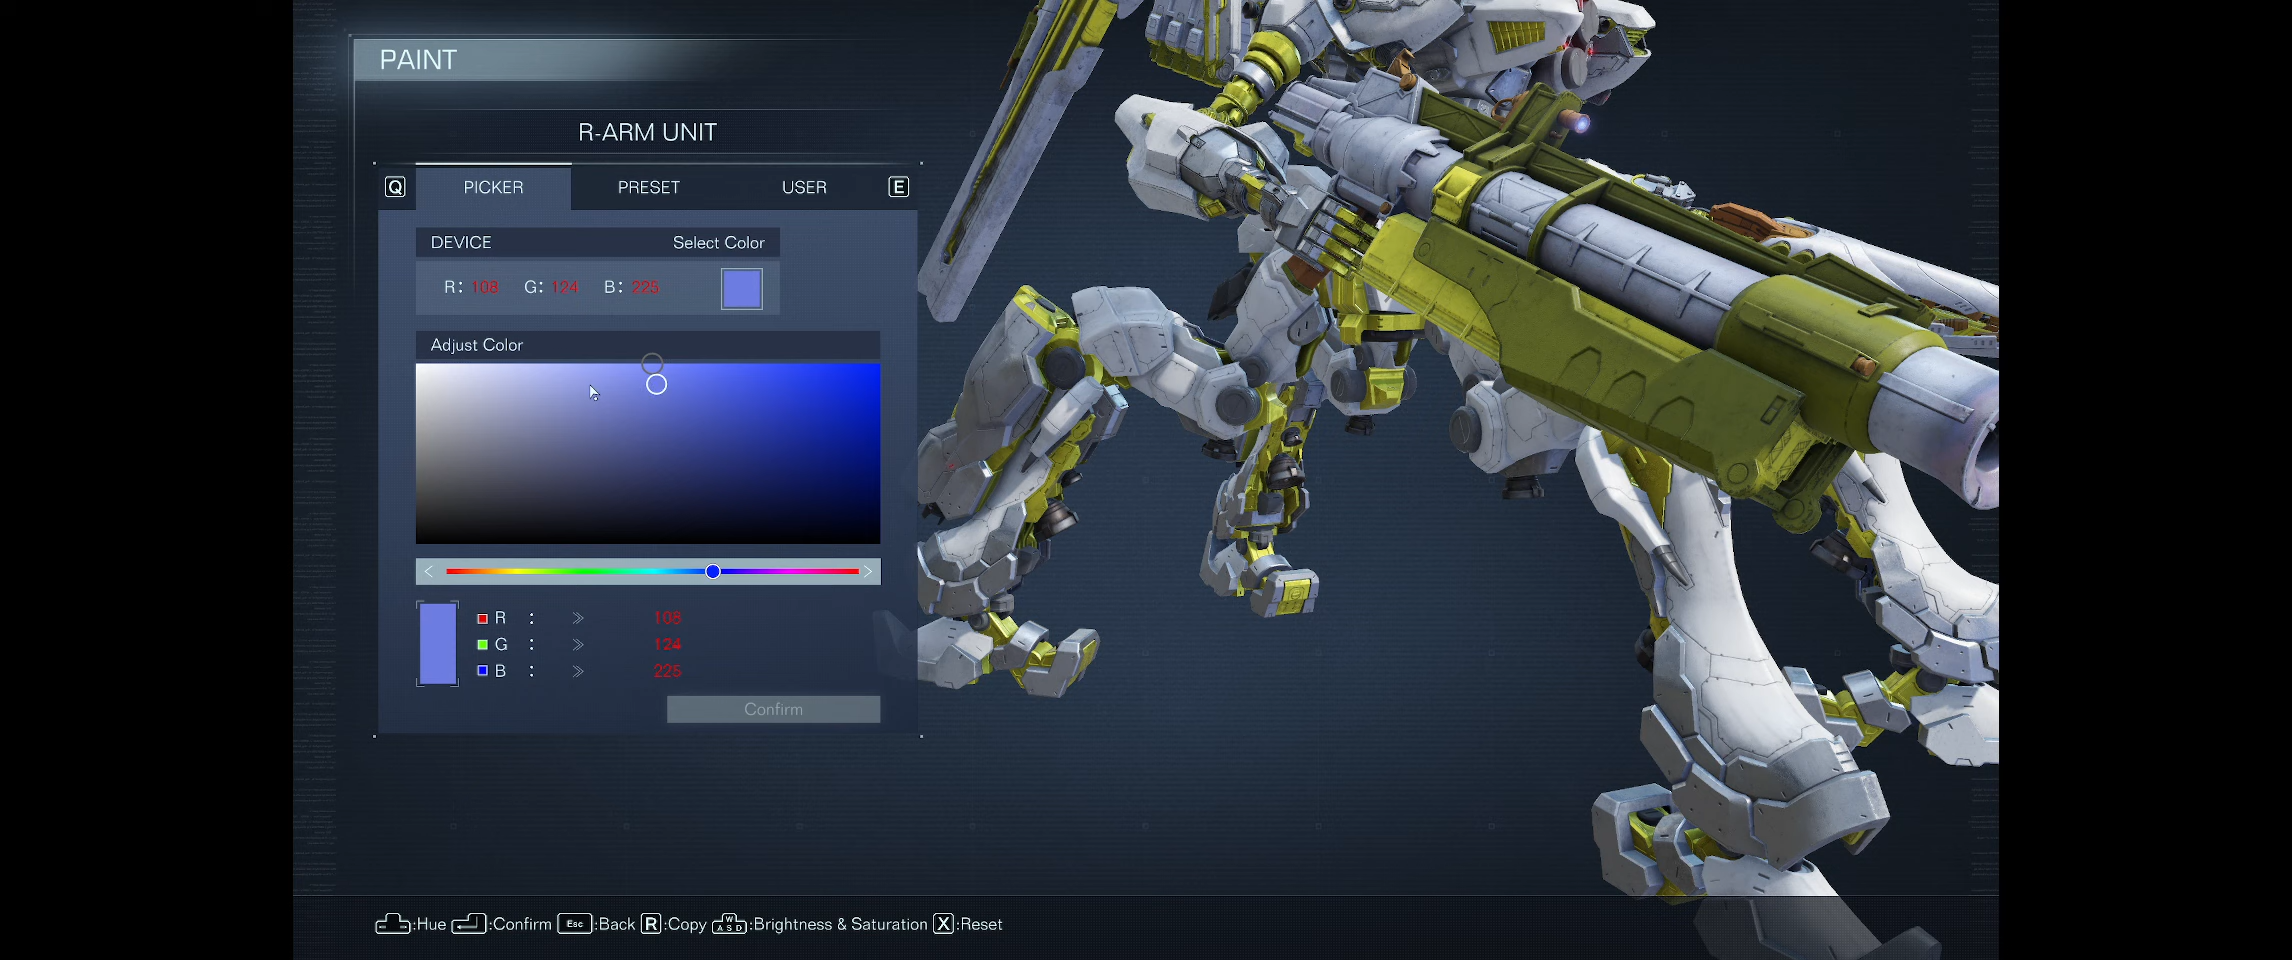 PAINT
R-ARM UNIT
Q PICKER PRESET USER E
DEVICE Select Color
R: 108 G: 124 B: 225
Adjust Color
R : 108
G : 124
B : 225
Confirm
:Hue :Confirm Esc :Back R :Copy W A S D :Brightness & Saturation X :Reset